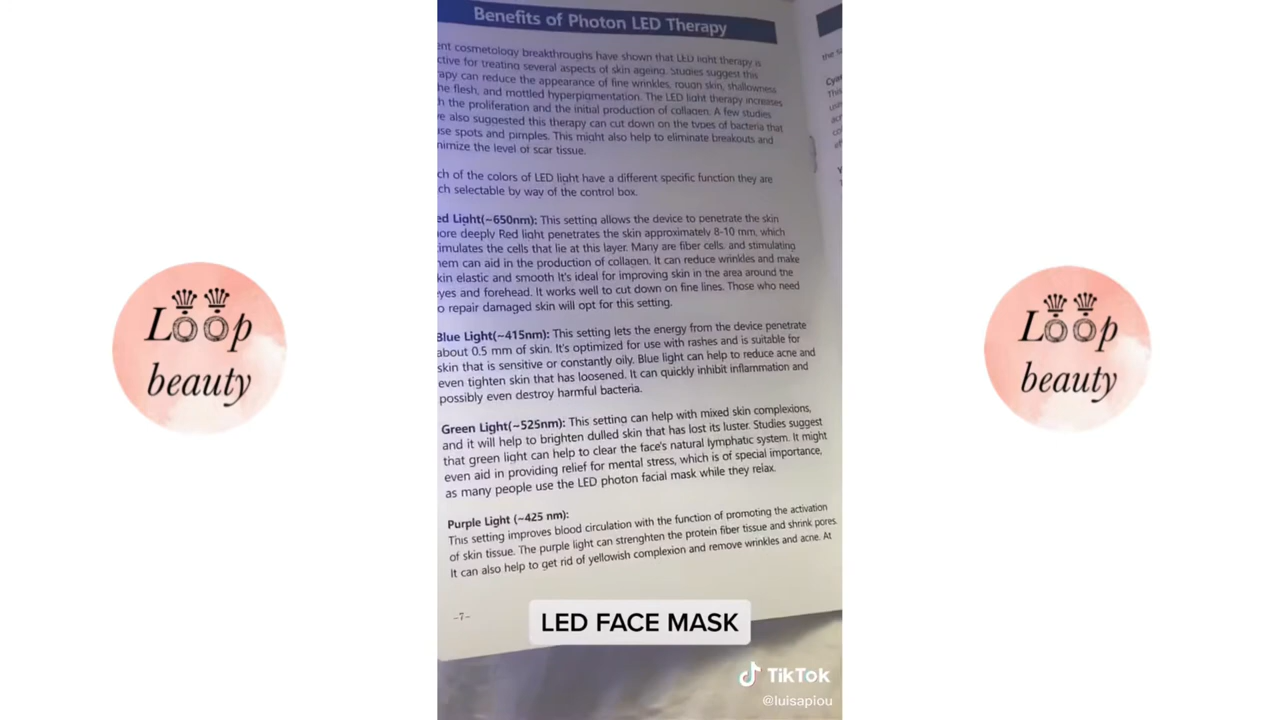 Benefits of Photon LED Therapy
ent cosmetology breakthroughs have shown that LED light therapy is
ctive for treating several aspects of skin ageing. Studies suggest this
apy can reduce the appearance of fine wrinkles, rough skin, shallowness
he flesh, and mottled hyperpigmentation. The LED light therapy increases
h the proliferation and the initial production of collagen. A few studies
e also suggested this therapy can cut down on the types of bacteria that
se spots and pimples. This might also help to eliminate breakouts and
nimize the level of scar tissue.
ch of the colors of LED light have a different specific function they are
ch selectable by way of the control box.
ed Light(~650nm): This setting allows the device to penetrate the skin
ore deeply Red light penetrates the skin approximately 8-10 mm, which
imulates the cells that lie at this layer. Many are fiber cells, and stimulating
hem can aid in the production of collagen. It can reduce wrinkles and make
kin elastic and smooth It's ideal for improving skin in the area around the
yes and forehead. It works well to cut down on fine lines. Those who need
o repair damaged skin will opt for this setting.
Blue Light(~415nm): This setting lets the energy from the device penetrate
about 0.5 mm of skin. It's optimized for use with rashes and is suitable for
skin that is sensitive or constantly oily. Blue light can help to reduce acne and
even tighten skin that has loosened. It can quickly inhibit inflammation and
possibly even destroy harmful bacteria.
Green Light(~525nm): This setting can help with mixed skin complexions,
and it will help to brighten dulled skin that has lost its luster. Studies suggest
that green light can help to clear the face's natural lymphatic system. It might
even aid in providing relief for mental stress, which is of special importance,
as many people use the LED photon facial mask while they relax.
Purple Light (~425 nm):
This setting improves blood circulation with the function of promoting the activation
of skin tissue. The purple light can strenghten the protein fiber tissue and shrink pores.
It can also help to get rid of yellowish complexion and remove wrinkles and acne. At
-7-
the s
Cya
This
LED FACE MASK
TikTok
@luisapiou
Loop
beauty
Loop
beauty